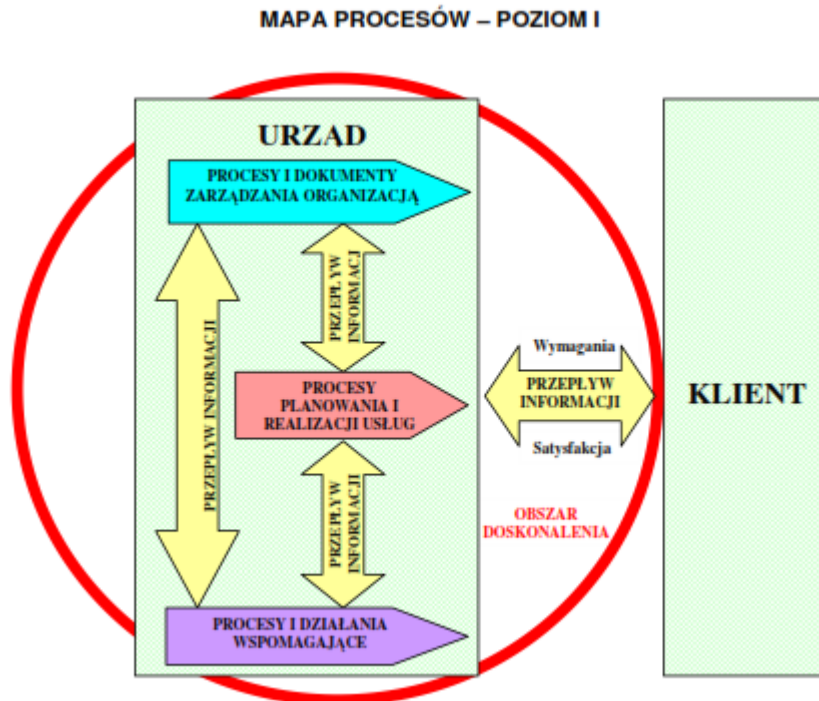 MAPA PROCESÓW – POZIOM I
URZĄD
PROCESY I DOKUMENTY
ZARZĄDZANIA ORGANIZACJĄ
PRZEPŁYW INFORMACJI
PRZEPŁYW
INFORMACJ
PROCESY
PLANOWANIA I
REALIZACJI USŁUG
PRZEPŁYW
INFORMACJI
PROCESY I DZIAŁANIA
WSPOMAGAJĄCE
Wymagania
PRZEPŁYW
INFORMACJI
Satysfakcja
OBSZAR
DOSKONALENIA
KLIENT